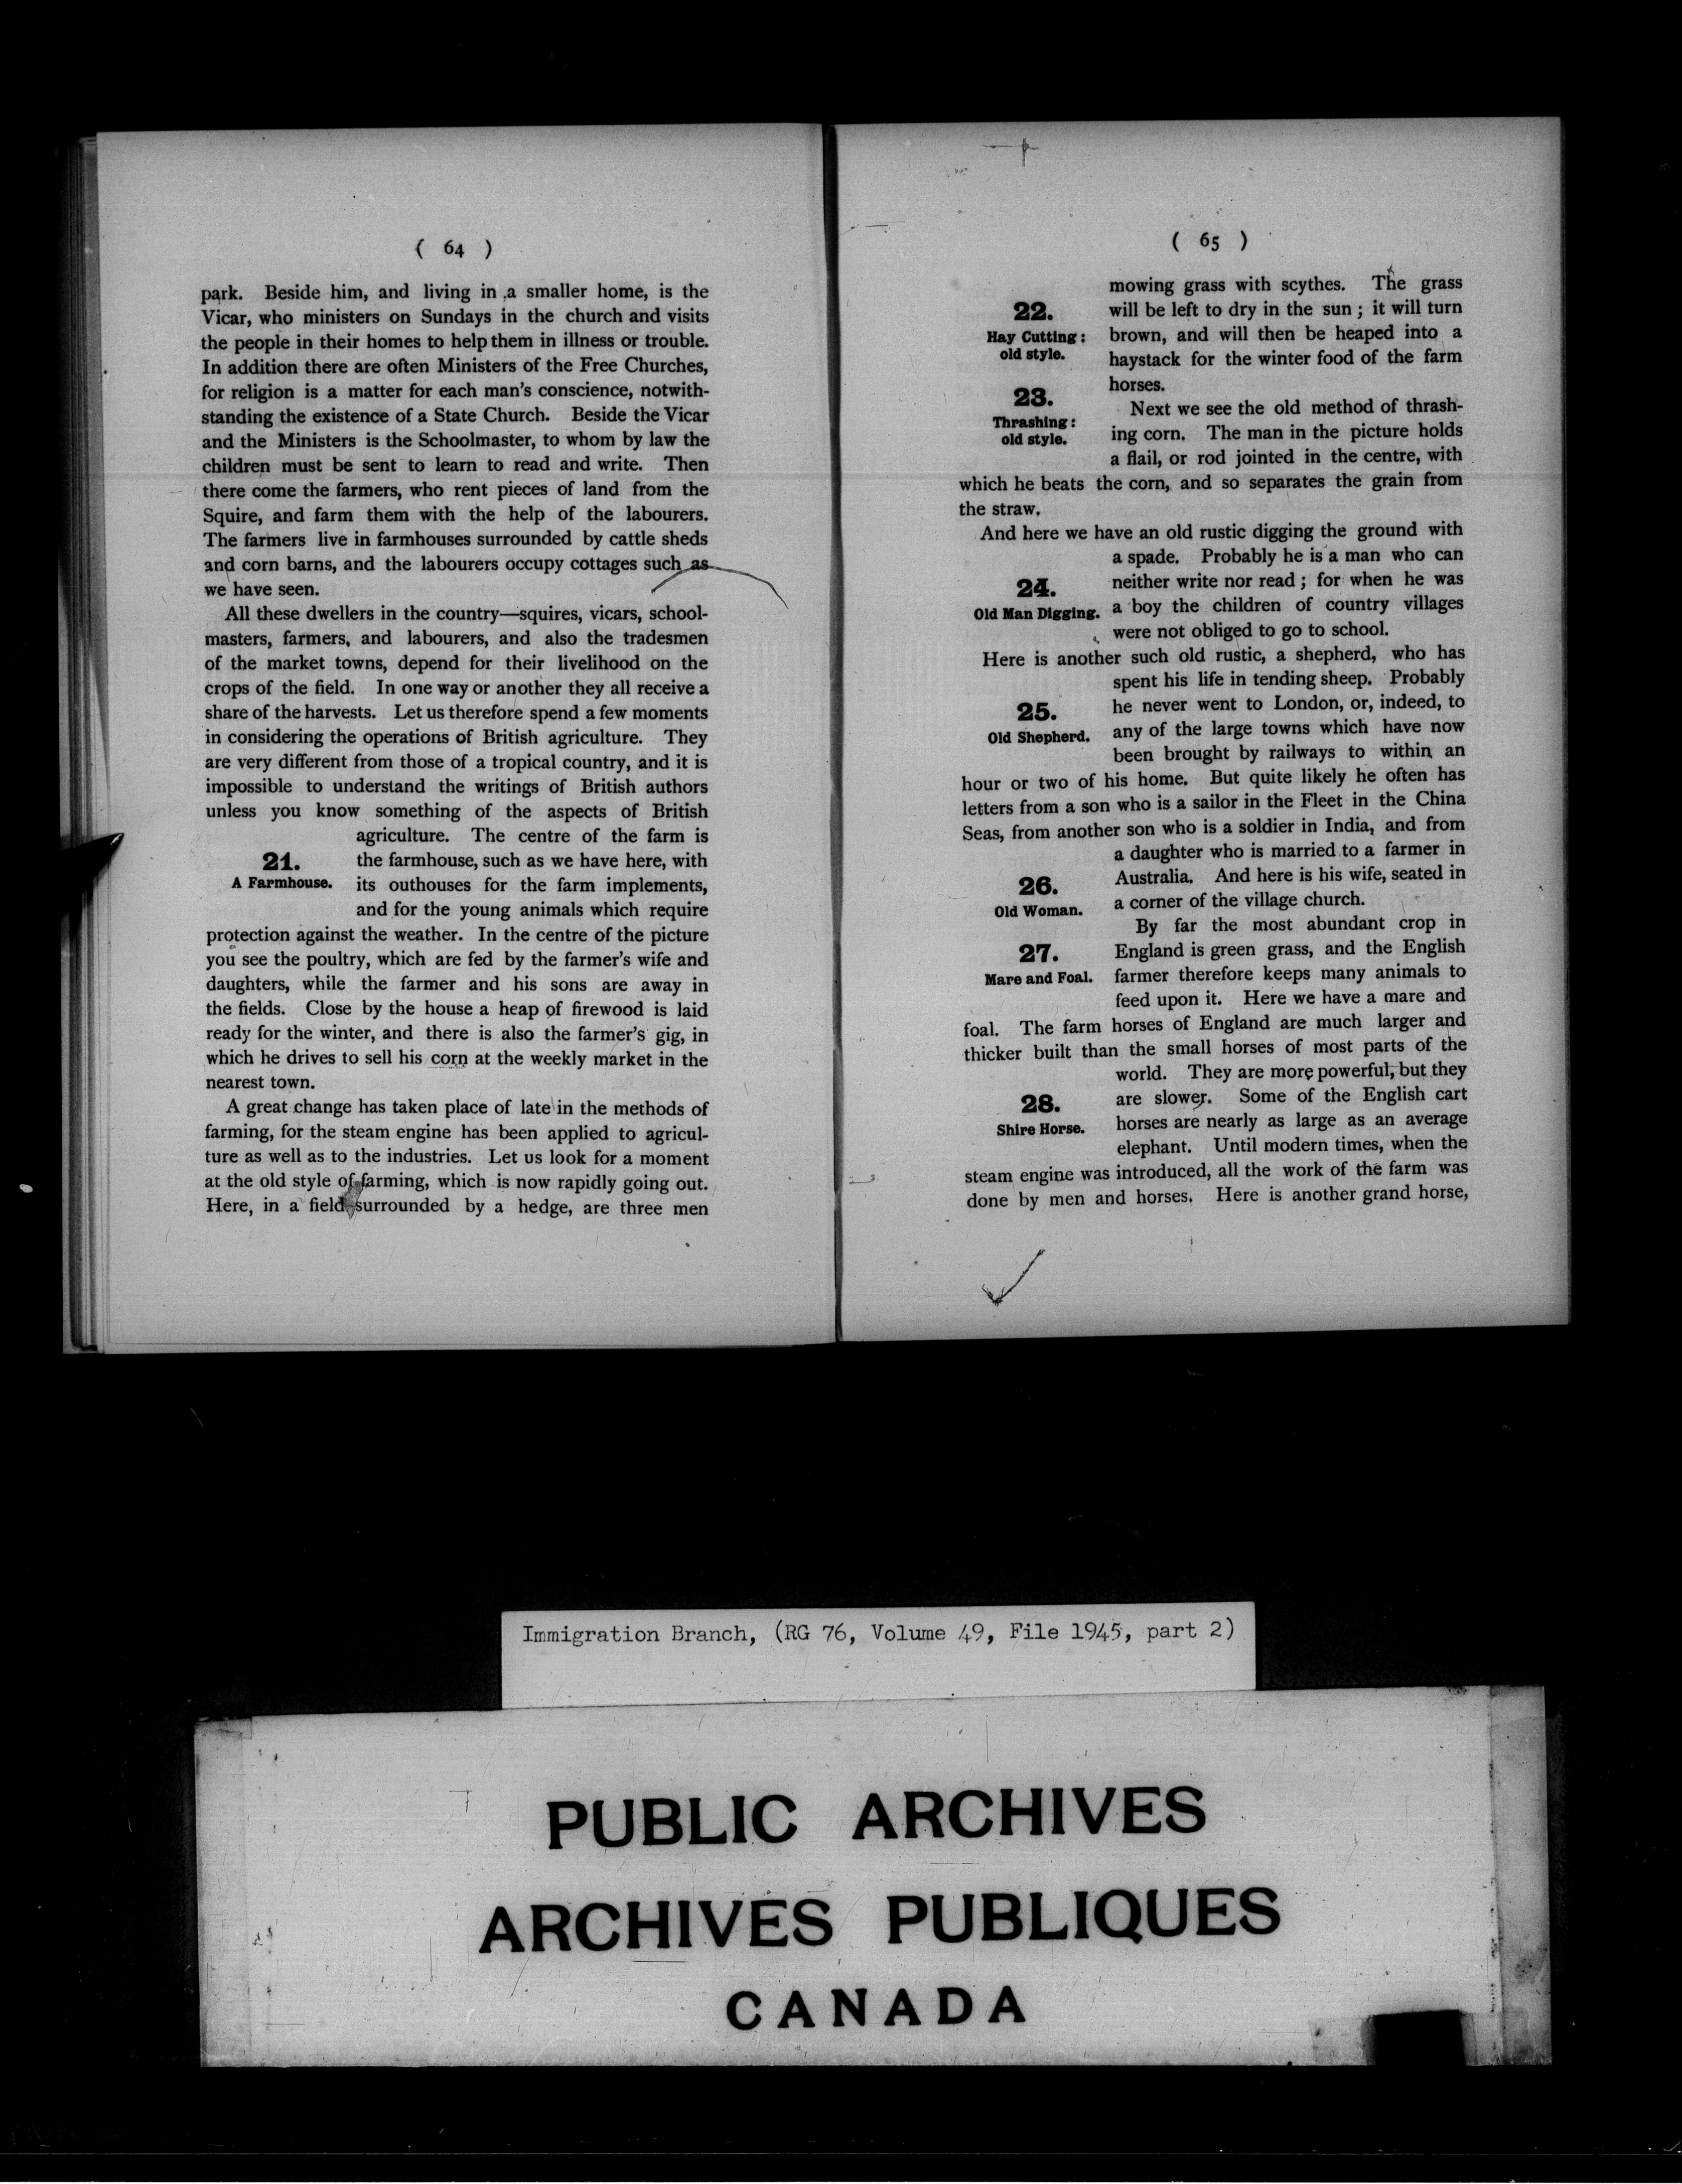 ( 64 )
park. Beside him, and living in a smaller home, is the
Vicar, who ministers on Sundays in the church and visits
the people in their homes to help them in illness or trouble.
In addition there are often Ministers of the Free Churches,
for religion is a matter for each man's conscience, notwith-
standing the existence of a State Church. Beside the Vicar
and the Ministers is the Schoolmaster, to whom by law the
children must be sent to learn to read and write. Then
there come the farmers, who rent pieces of land from the
Squire, and farm them with the help of the labourers.
The farmers live in farmhouses surrounded by cattle sheds
and corn barns, and the labourers occupy cottages such as
we have seen.
All these dwellers in the country—squires, vicars, school-
masters, farmers, and labourers, and also the tradesmen
of the market towns, depend for their livelihood on the
crops of the field. In one way or another they all receive a
share of the harvests. Let us therefore spend a few moments
in considering the operations of British agriculture. They
are very different from those of a tropical country, and it is
impossible to understand the writings of British authors
unless you know something of the aspects of British
agriculture. The centre of the farm is
21.
A Farmhouse.
the farmhouse, such as we have here, with
its outhouses for the farm implements,
and for the young animals which require
protection against the weather. In the centre of the picture
you see the poultry, which are fed by the farmer's wife and
daughters, while the farmer and his sons are away in
the fields. Close by the house a heap of firewood is laid
ready for the winter, and there is also the farmer's gig, in
which he drives to sell his corn at the weekly market in the
nearest town.
A great change has taken place of late in the methods of
farming, for the steam engine has been applied to agricul-
ture as well as to the industries. Let us look for a moment
at the old style of farming, which is now rapidly going out.
Here, in a field surrounded by a hedge, are three men
( 65 )
mowing grass with scythes. The grass
22.
Hay Cutting:
old style.
will be left to dry in the sun; it will turn
brown, and will then be heaped into a
haystack for the winter food of the farm
horses.
23.
Thrashing:
old style.
Next we see the old method of thrash-
ing corn. The man in the picture holds
a flail, or rod jointed in the centre, with
which he beats the corn, and so separates the grain from
the straw.
And here we have an old rustic digging the ground with
a spade. Probably he is a man who can
24.
Old Man Digging.
neither write nor read; for when he was
a boy the children of country villages
were not obliged to go to school.
Here is another such old rustic, a shepherd, who has
spent his life in tending sheep. Probably
25.
Old Shepherd.
he never went to London, or, indeed, to
any of the large towns which have now
been brought by railways to within an
hour or two of his home. But quite likely he often has
letters from a son who is a sailor in the Fleet in the China
Seas, from another son who is a soldier in India, and from
a daughter who is married to a farmer in
26.
Old Woman.
Australia. And here is his wife, seated in
a corner of the village church.
By far the most abundant crop in
27.
Mare and Foal.
England is green grass, and the English
farmer therefore keeps many animals to
feed upon it. Here we have a mare and
foal. The farm horses of England are much larger and
thicker built than the small horses of most parts of the
world. They are more powerful, but they
28.
Shire Horse.
are slower. Some of the English cart
horses are nearly as large as an average
elephant. Until modern times, when the
steam engine was introduced, all the work of the farm was
done by men and horses. Here is another grand horse,
Immigration Branch, (RG 76, Volume 49, File 1945, part 2)
PUBLIC ARCHIVES
ARCHIVES PUBLIQUES
CANADA